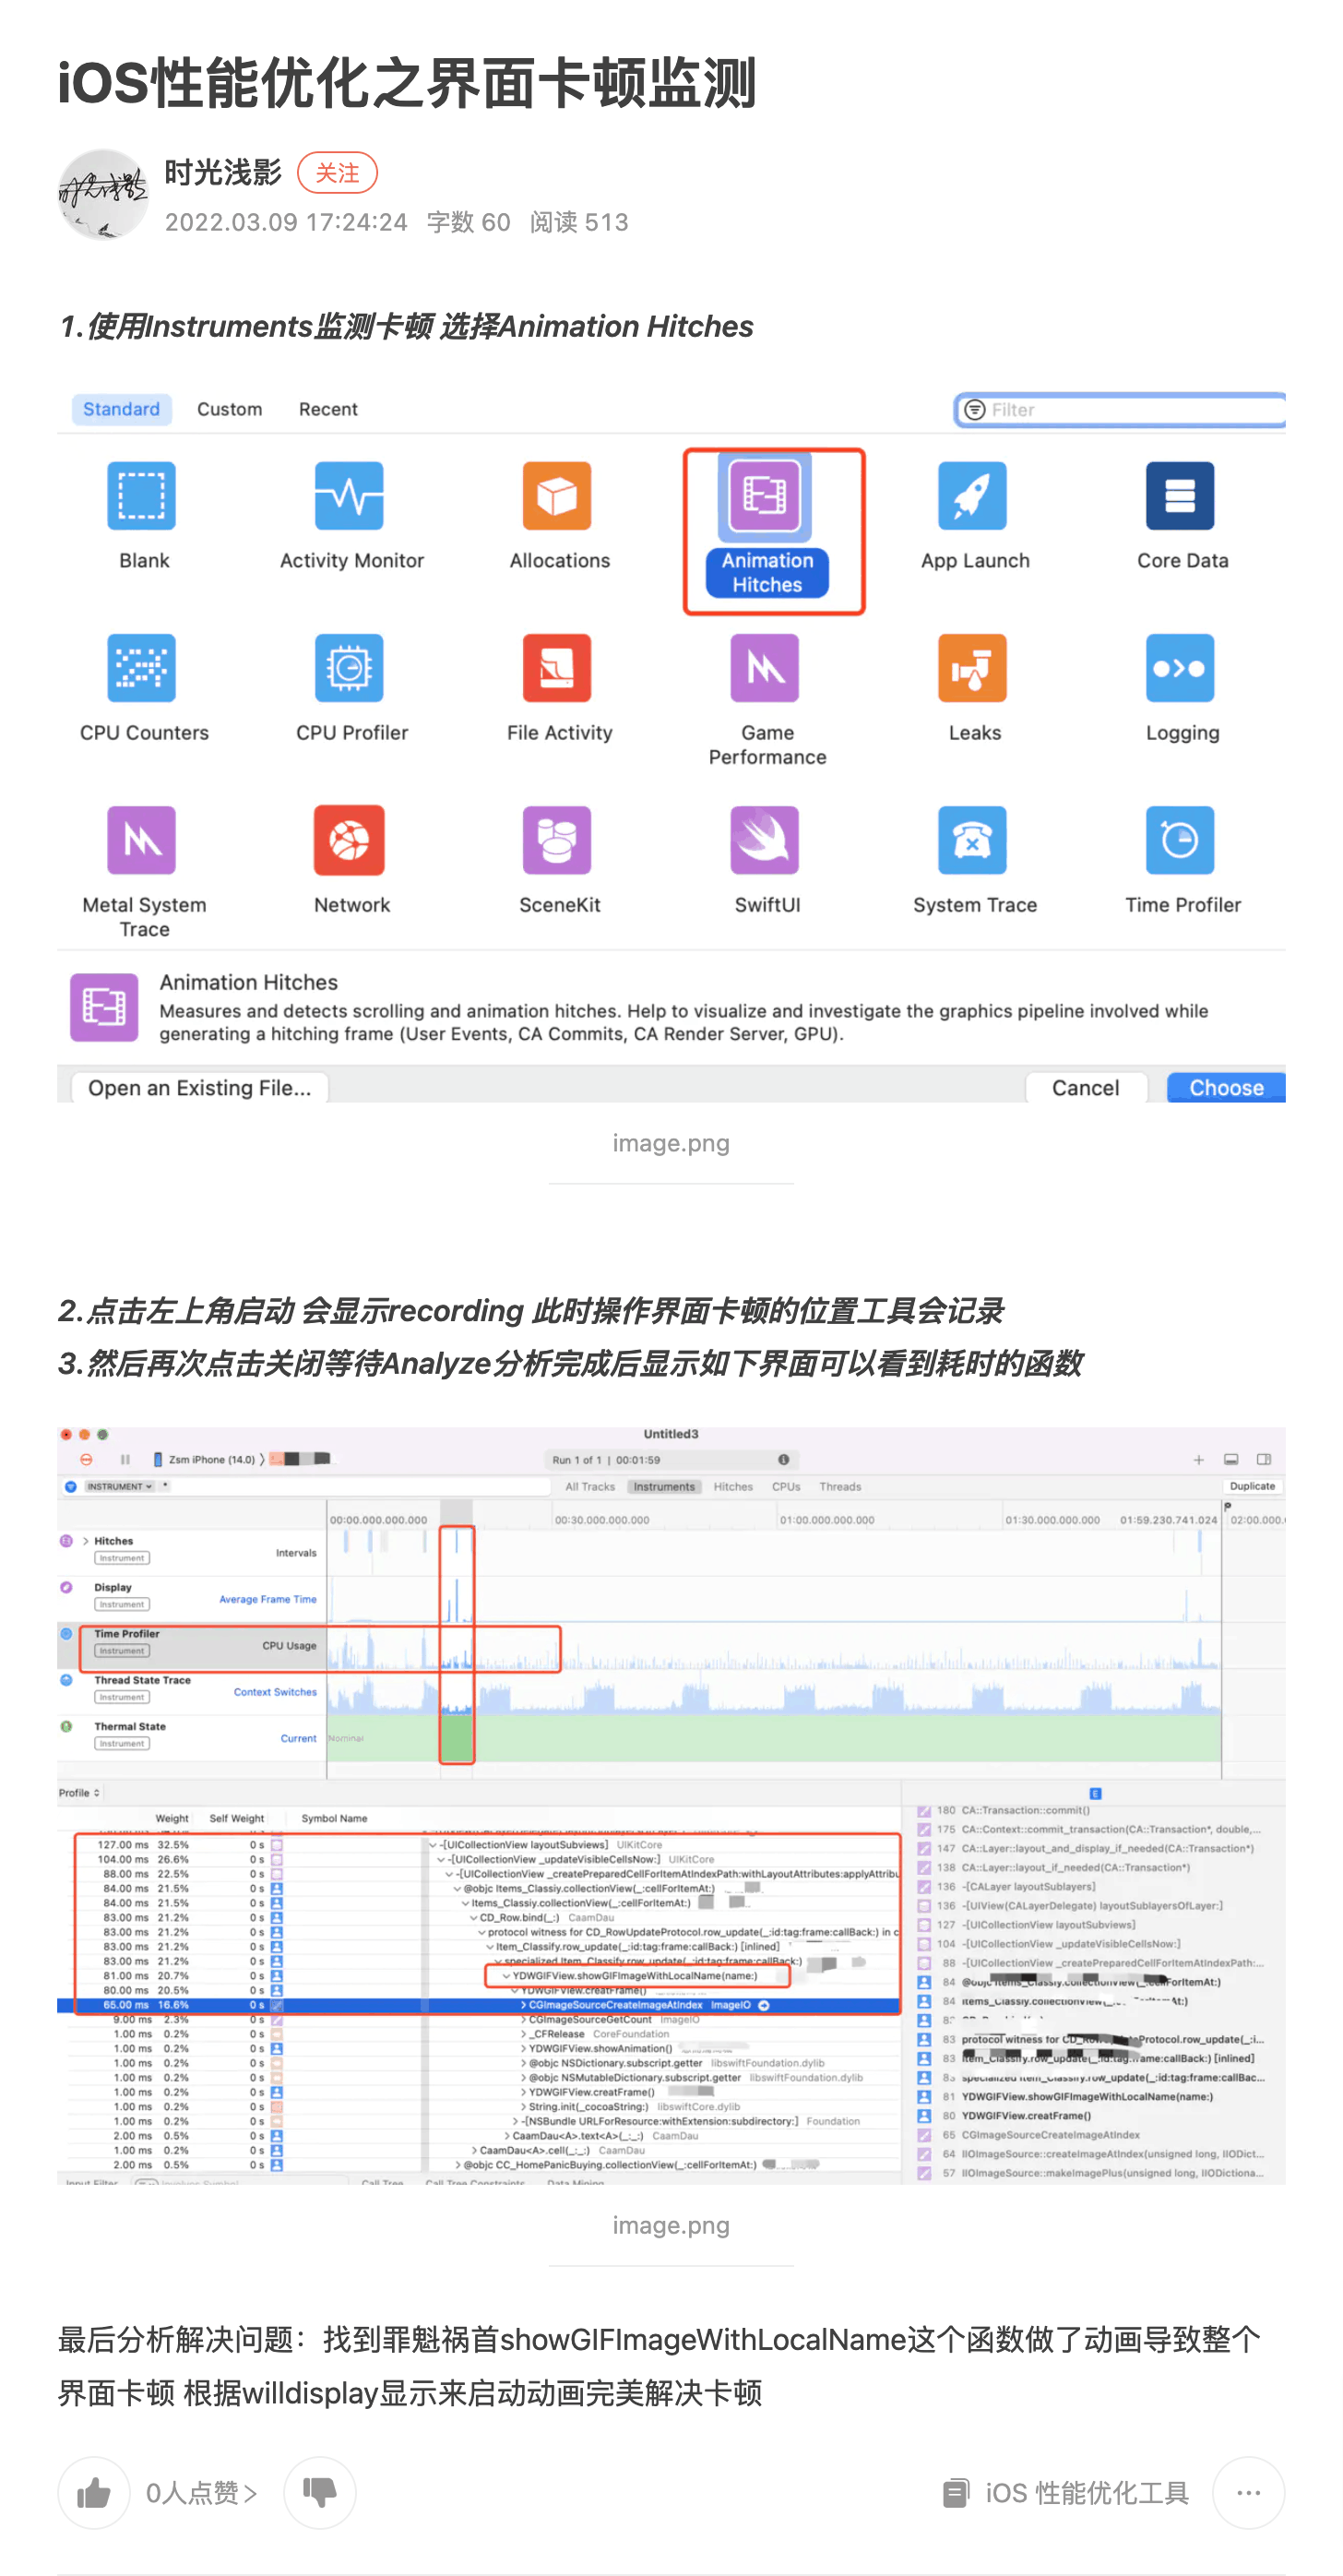 iOS性能优化之界面卡顿监测
时光浅影 关注
2022.03.09 17:24:24 字数 60 阅读 513
1.使用Instruments监测卡顿 选择Animation Hitches
Standard Custom Recent Filter
Blank Activity Monitor Allocations Animation Hitches App Launch Core Data
CPU Counters CPU Profiler File Activity Game Performance Leaks Logging
Metal System Trace Network SceneKit SwiftUI System Trace Time Profiler
Animation Hitches
Measures and detects scrolling and animation hitches. Help to visualize and investigate the graphics pipeline involved while
generating a hitching frame (User Events, CA Commits, CA Render Server, GPU).
Open an Existing File... Cancel Choose
image.png
2.点击左上角启动 会显示recording 此时操作界面卡顿的位置工具会记录
3.然后再次点击关闭等待Analyze分析完成后显示如下界面可以看到耗时的函数
Untitled3
Zsm iPhone (14.0) Run 1 of 1 | 00:01:59
INSTRUMENT All Tracks Instruments Hitches CPUs Threads Duplicate
00:00.000.000.000 00:30.000.000.000 01:00.000.000.000 01:30.000.000.000 01:59.230.741.024 02:00.000.
Hitches
Instrument Intervals
Display
Instrument Average Frame Time
Time Profiler
Instrument CPU Usage
Thread State Trace
Instrument Context Switches
Thermal State
Instrument Current Nominal
Profile
Weight Self Weight Symbol Name
127.00 ms 32.5% 0 s -[UICollectionView layoutSubviews] UIKitCore
104.00 ms 26.6% 0 s -[UICollectionView _updateVisibleCellsNow:] UIKitCore
88.00 ms 22.5% 0 s -[UICollectionView _createPreparedCellForItemAtIndexPath:withLayoutAttributes:applyAttribu
84.00 ms 21.5% 0 s @objc Items_Classiy.collectionView(_:cellForItemAt:)
84.00 ms 21.5% 0 s Items_Classiy.collectionView(_:cellForItemAt:)
83.00 ms 21.2% 0 s CD_Row.bind(_:) CaamDau
83.00 ms 21.2% 0 s protocol witness for CD_RowUpdateProtocol.row_update(_:id:tag:frame:callBack:) in c
83.00 ms 21.2% 0 s Item_Classify.row_update(_:id:tag:frame:callBack:) [inlined]
83.00 ms 21.2% 0 s specialized Item_Classify.row_update(_:id:tag:frame:callBack:)
81.00 ms 20.7% 0 s YDWGIFView.showGIFImageWithLocalName(name:)
80.00 ms 20.5% 0 s YDWGIFView.creatFrame()
65.00 ms 16.6% 0 s CGImageSourceCreateImageAtIndex ImageIO
9.00 ms 2.3% 0 s CGImageSourceGetCount ImageIO
1.00 ms 0.2% 0 s _CFRelease CoreFoundation
1.00 ms 0.2% 0 s YDWGIFView.showAnimation()
1.00 ms 0.2% 0 s @objc NSDictionary.subscript.getter libswiftFoundation.dylib
1.00 ms 0.2% 0 s @objc NSMutableDictionary.subscript.getter libswiftFoundation.dylib
1.00 ms 0.2% 0 s YDWGIFView.creatFrame()
1.00 ms 0.2% 0 s String.init(_cocoaString:) libswiftCore.dylib
1.00 ms 0.2% 0 s -[NSBundle URLForResource:withExtension:subdirectory:] Foundation
2.00 ms 0.5% 0 s CaamDau<A>.text<A>(_:_:) CaamDau
1.00 ms 0.2% 0 s CaamDau<A>.cell(_:_:) CaamDau
2.00 ms 0.5% 0 s @objc CC_HomePanicBuying.collectionView(_:cellForItemAt:)
Input Filter Involves Symbol Call Tree Call Tree Constraints Data Mining
180 CA::Transaction::commit()
175 CA::Context::commit_transaction(CA::Transaction*, double,...
147 CA::Layer::layout_and_display_if_needed(CA::Transaction*)
138 CA::Layer::layout_if_needed(CA::Transaction*)
136 -[CALayer layoutSublayers]
136 -[UIView(CALayerDelegate) layoutSublayersOfLayer:]
127 -[UICollectionView layoutSubviews]
104 -[UICollectionView _updateVisibleCellsNow:]
88 -[UICollectionView _createPreparedCellForItemAtIndexPath:...
84 @objc Items_Classiy.collectionView(_:cellForItemAt:)
84 Items_Classiy.collectionView(
83 protocol witness for
83 Item_Classify.row_update(_:id:tag:frame:callBack:) [inlined]
83 specialized Item_Classify.row_update(_:id:tag:frame:callBac...
81 YDWGIFView.showGIFImageWithLocalName(name:)
80 YDWGIFView.creatFrame()
65 CGImageSourceCreateImageAtIndex
64 IIOImageSource::createImageAtIndex(unsigned long, IIODict...
57 IIOImageSource::makeImagePlus(unsigned long, IIODictiona...
image.png
最后分析解决问题：找到罪魁祸首showGIFImageWithLocalName这个函数做了动画导致整个
界面卡顿 根据willdisplay显示来启动动画完美解决卡顿
0人点赞> iOS 性能优化工具 ...